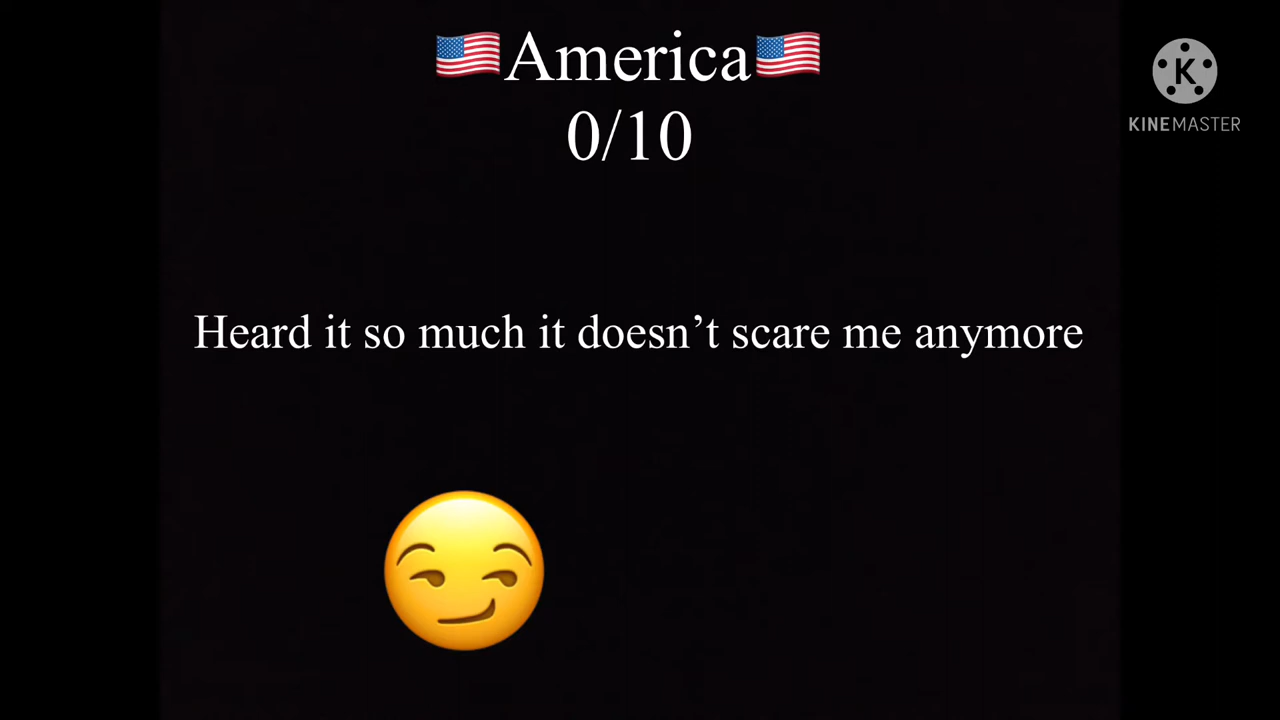 🇺🇸America🇺🇸
0/10
K
KINEMASTER
Heard it so much it doesn’t scare me anymore